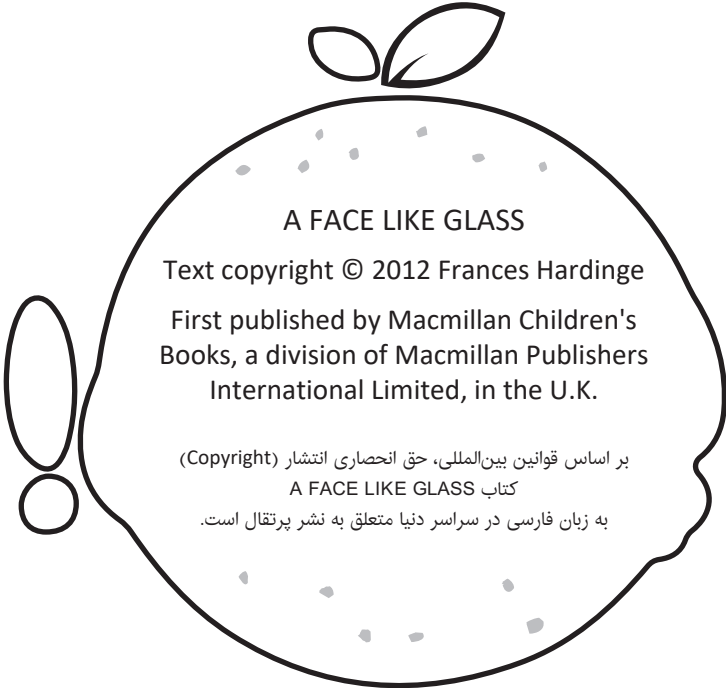 A FACE LIKE GLASS
Text copyright © 2012 Frances Hardinge
First published by Macmillan Children's
Books, a division of Macmillan Publishers
International Limited, in the U.K.
بر اساس قوانین بین‌المللی، حق انحصاری انتشار (Copyright)
کتاب A FACE LIKE GLASS
به زبان فارسی در سراسر دنیا متعلق به نشر پرتقال است.